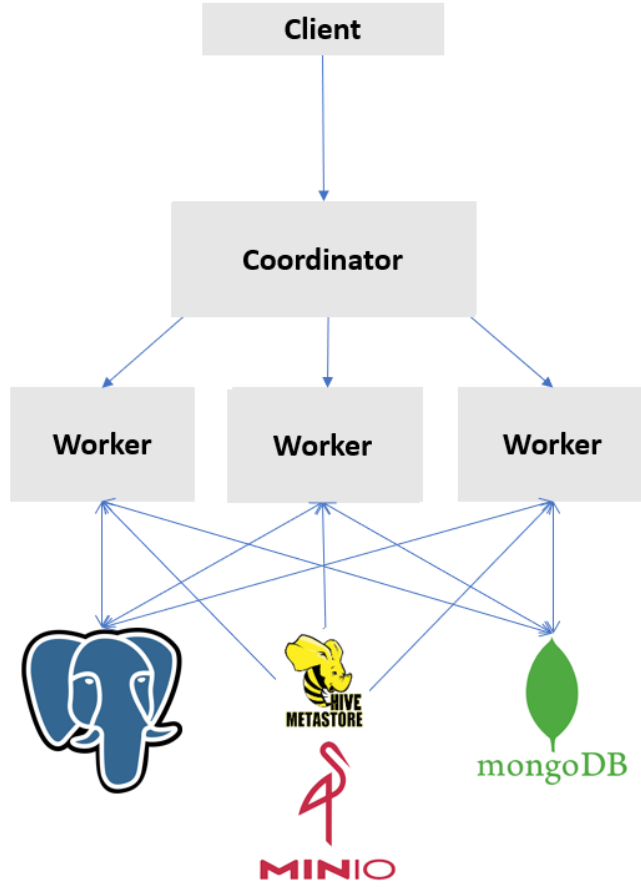 Client
Coordinator
Worker
Worker
Worker
HIVE
METASTORE
mongoDB
MINIO